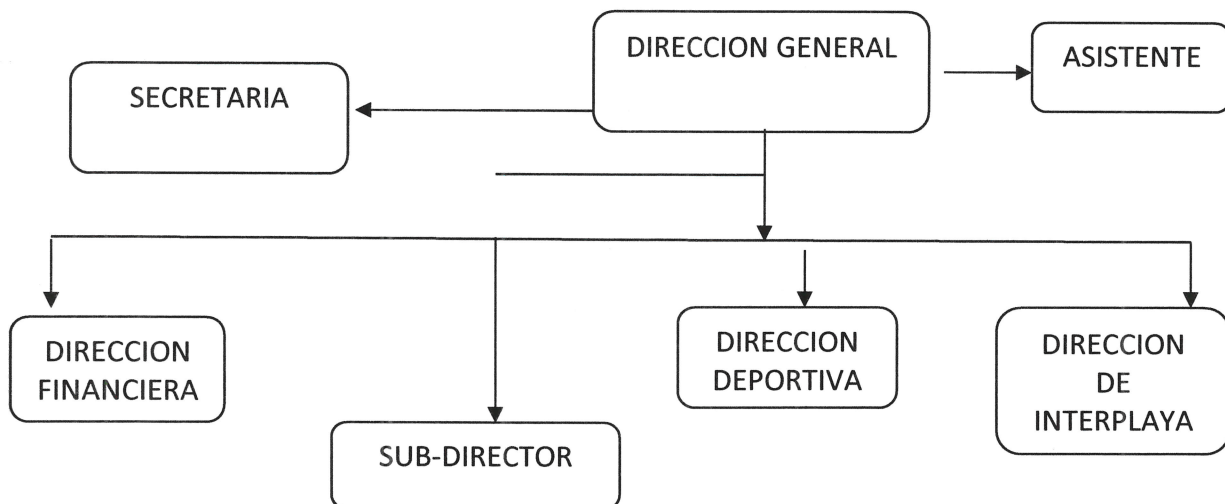 DIRECCION GENERAL
ASISTENTE
SECRETARIA
DIRECCION
FINANCIERA
SUB-DIRECTOR
DIRECCION
DEPORTIVA
DIRECCION
DE
INTERPLAYA